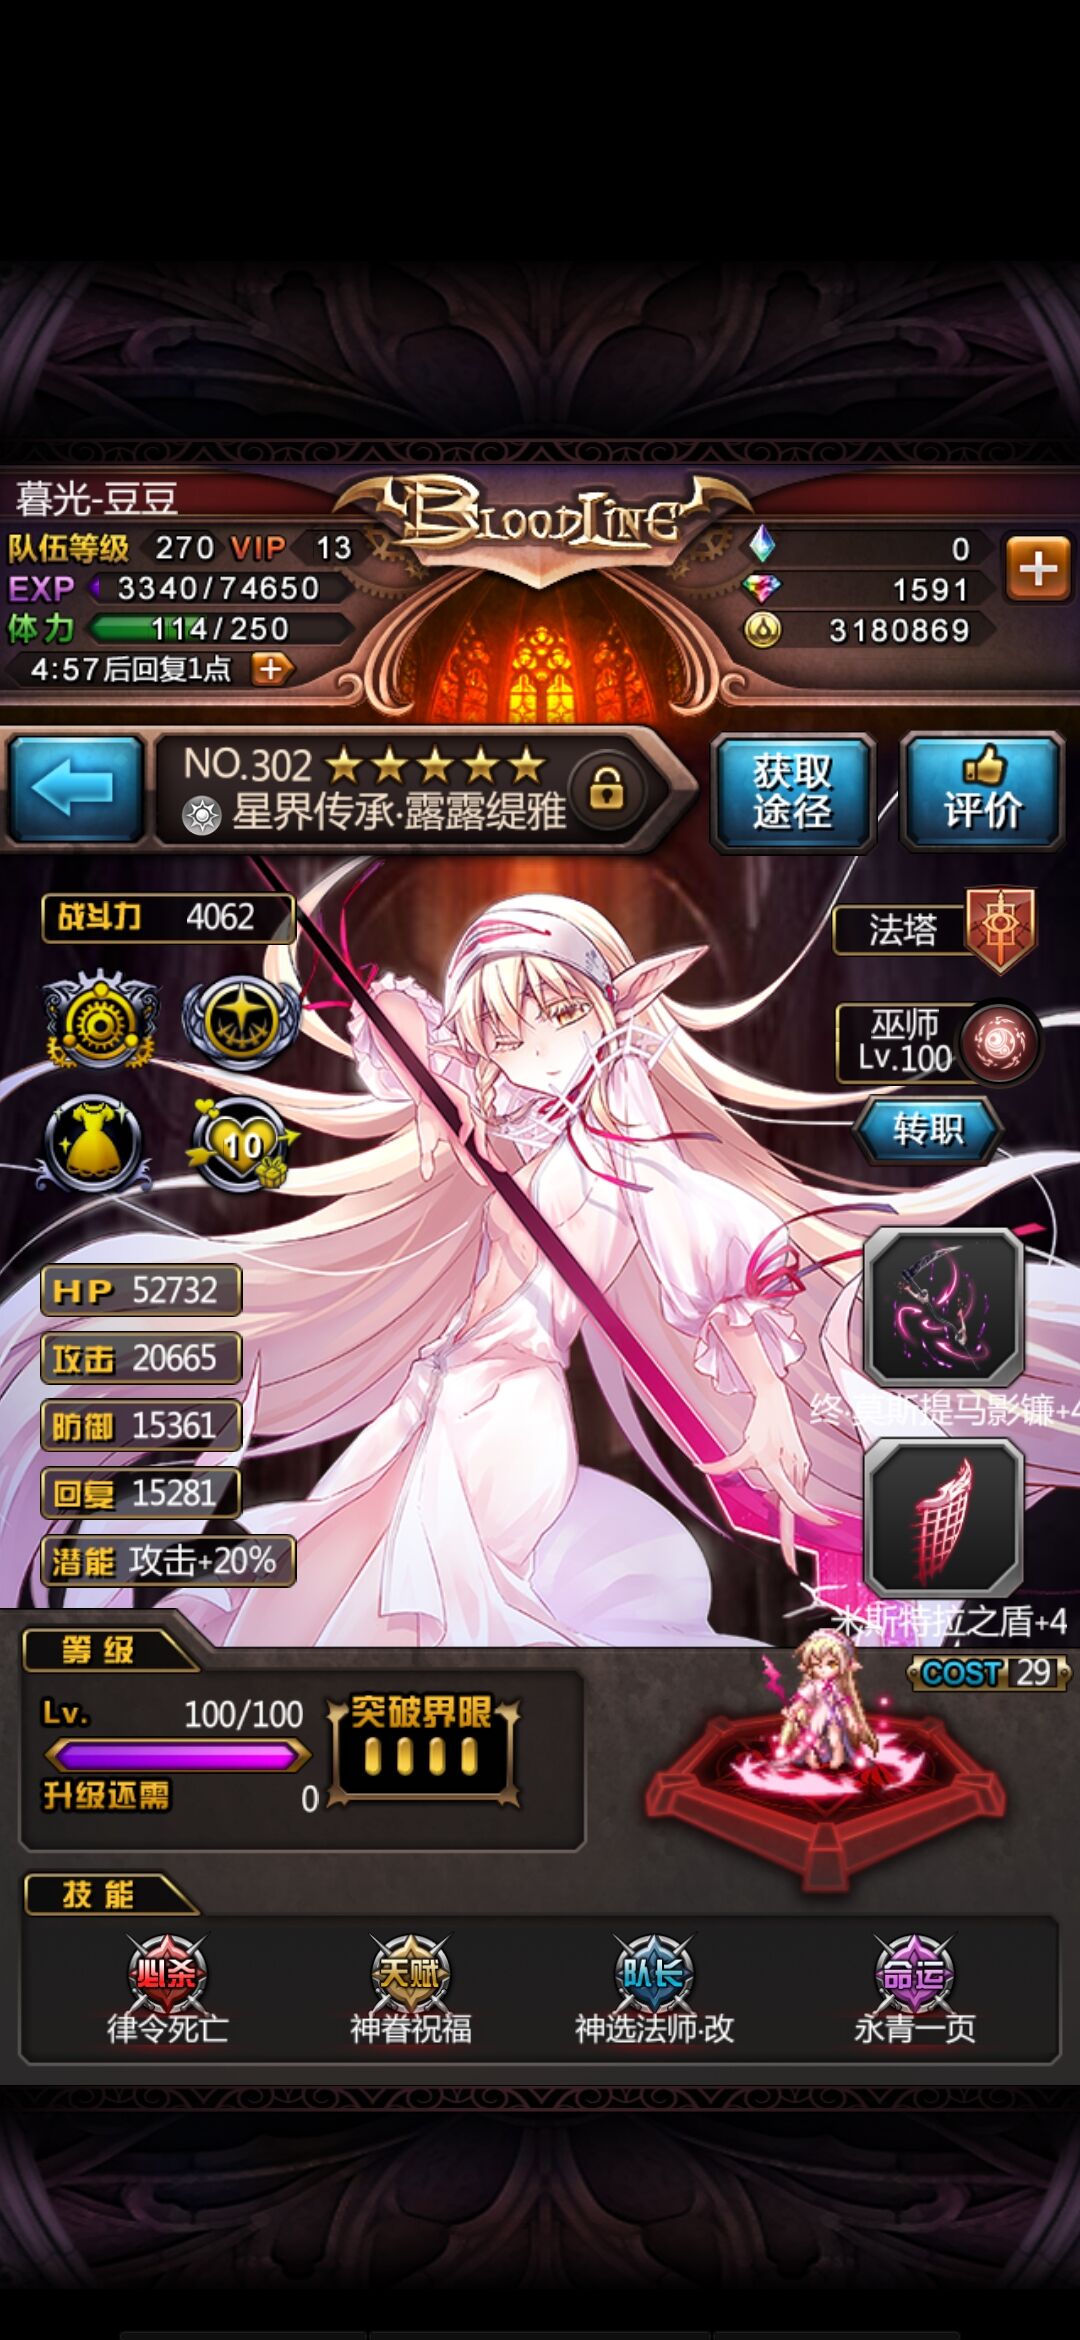 暮光-豆豆
BLOODLINE
队伍等级 270 VIP 13
0
EXP 3340/74650
1591
体力 114/250
3180869
4:57后回复1点
NO.302
星界传承·露露缇雅
获取
途径
评价
战斗力 4062
法塔
巫师
Lv.100
转职
10
HP 52732
攻击 20665
防御 15361
回复 15281
潜能 攻击+20%
终·莫斯提马影镰+4
米斯特拉之盾+4
COST 29
等级
Lv. 100/100
突破界限
升级还需 0
技能
必杀
律令死亡
天赋
神眷祝福
队长
神选法师·改
命运
永青一页